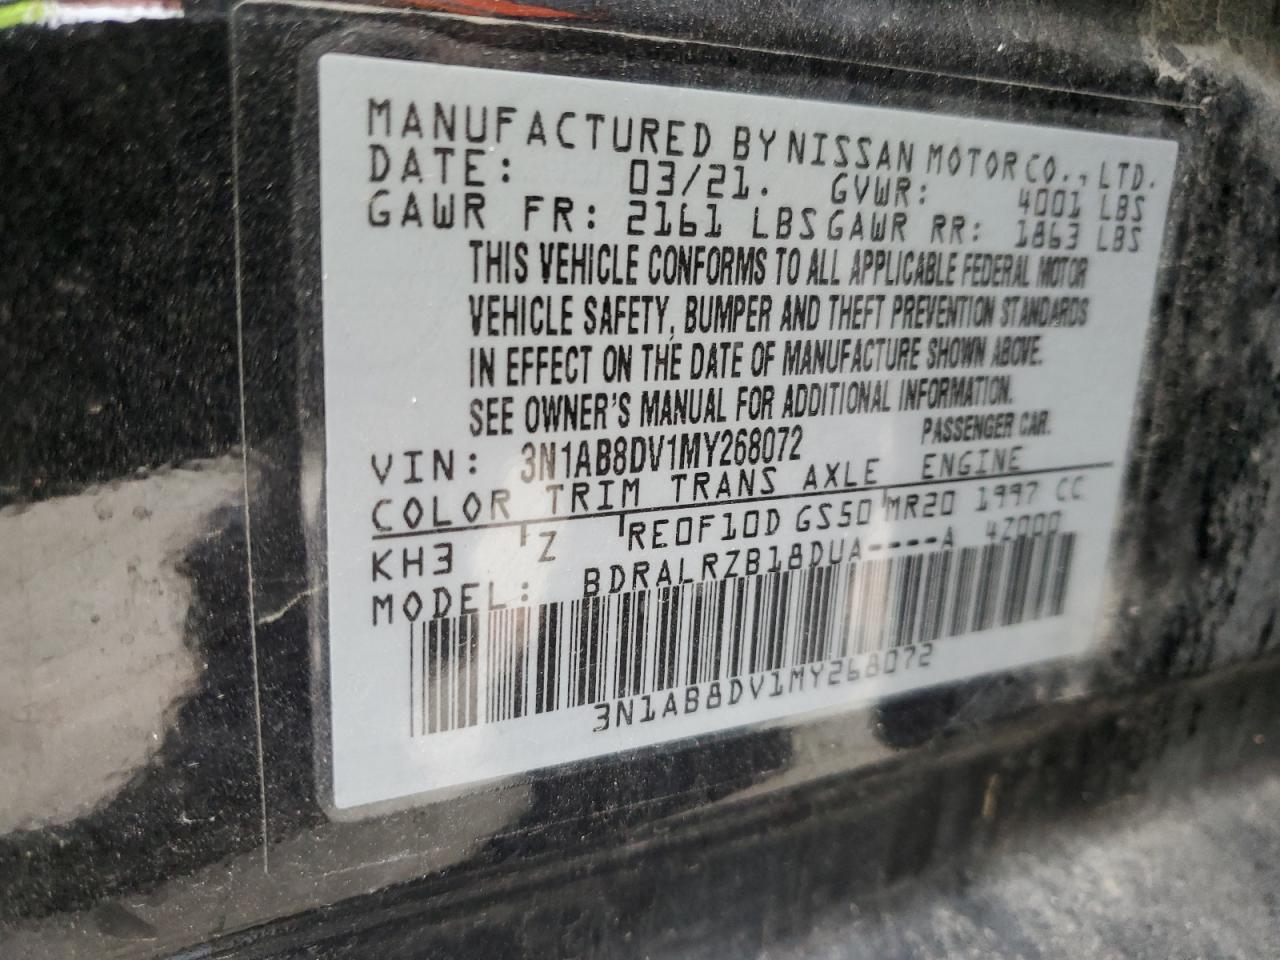 MANUFACTURED BY NISSAN MOTOR CO., LTD.
DATE: 03/21. GVWR: 4001 LBS
GAWR FR: 2161 LBS GAWR RR: 1863 LBS
THIS VEHICLE CONFORMS TO ALL APPLICABLE FEDERAL MOTOR
VEHICLE SAFETY, BUMPER AND THEFT PREVENTION STANDARDS
IN EFFECT ON THE DATE OF MANUFACTURE SHOWN ABOVE.
SEE OWNER'S MANUAL FOR ADDITIONAL INFORMATION.
VIN: 3N1AB8DV1MY268072 PASSENGER CAR.
COLOR TRIM TRANS AXLE ENGINE
KH3 Z RE0F10D GS50 MR20 1997 CC
MODEL: BDRALRZB18DUA----A 4Z000
3N1AB8DV1MY268072